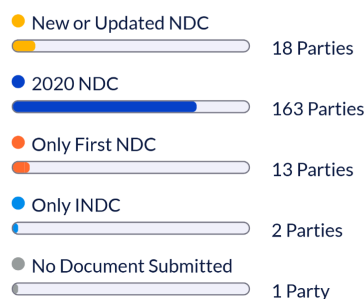 New or Updated NDC
18 Parties
2020 NDC
163 Parties
Only First NDC
13 Parties
Only INDC
2 Parties
No Document Submitted
1 Party